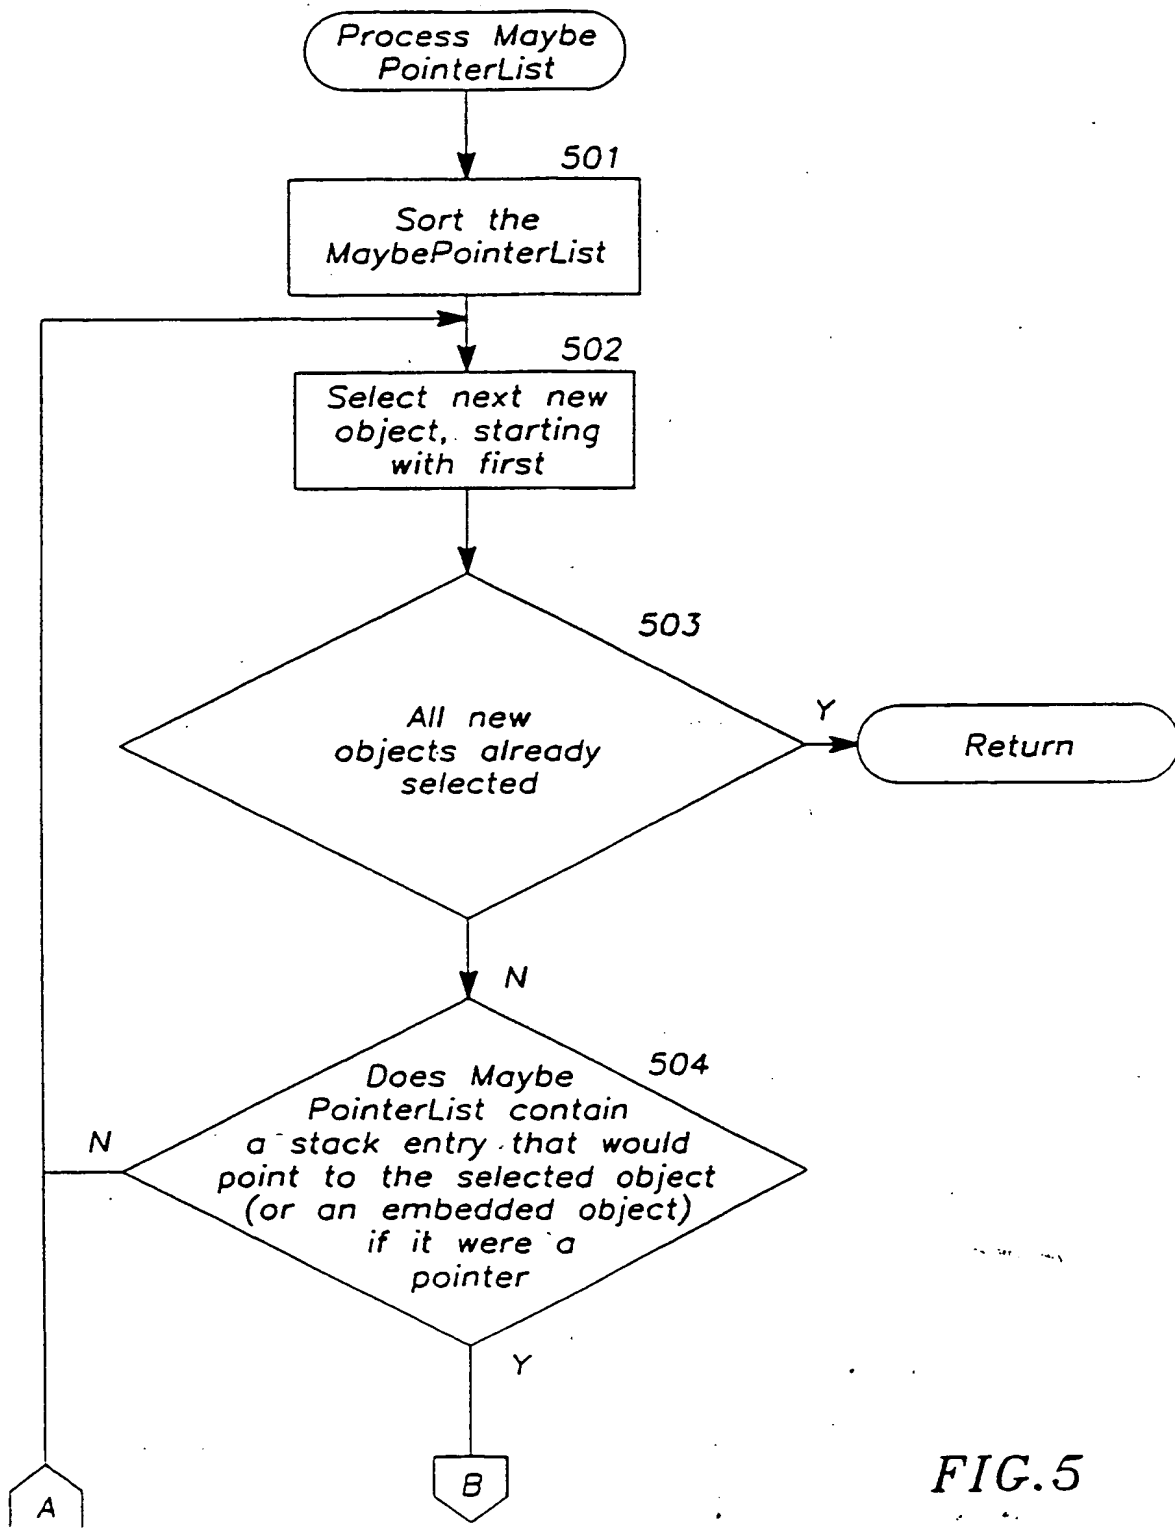 Process Maybe
PointerList
501
Sort the
MaybePointerList
502
Select next new
object, starting
with first
503
All new
objects already
selected
Y
Return
N
504
Does Maybe
PointerList contain
a stack entry that would
point to the selected object
(or an embedded object)
if it were a
pointer
N
Y
A
B
FIG.5